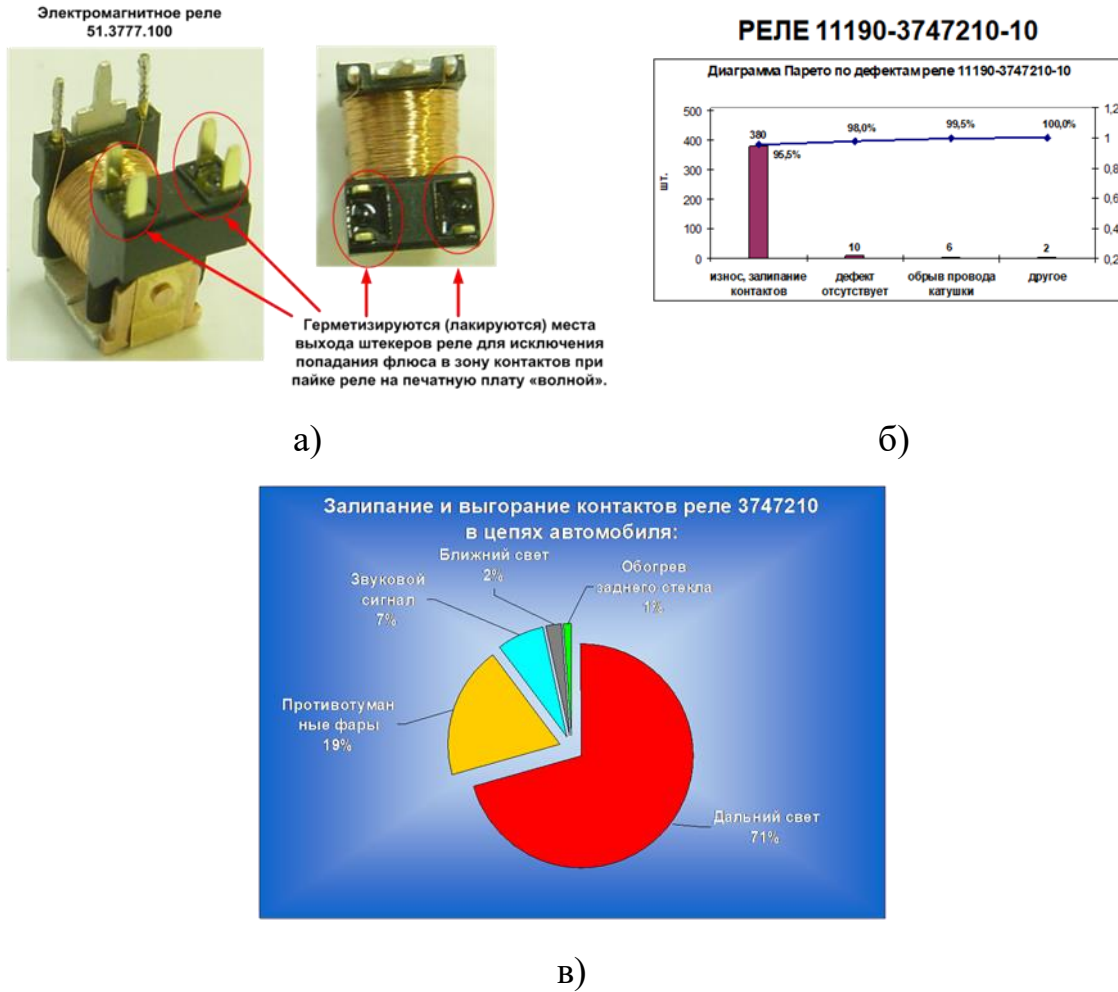 Электромагнитное реле
51.3777.100
Герметизируются (лакируются) места
выхода штекеров реле для исключения
попадания флюса в зону контактов при
пайке реле на печатную плату «волной».
а)
РЕЛЕ 11190-3747210-10
Диаграмма Парето по дефектам реле 11190-3747210-10
500
400
300
200
100
0
шт.
380
95,5%
98,0%
99,5%
100,0%
10
6
2
1,2
1
0,8
0,6
0,4
0,2
износ, залипание
контактов
дефект
отсутствует
обрыв провода
катушки
другое
б)
Залипание и выгорание контактов реле 3747210
в цепях автомобиля:
Ближний свет
2%
Обогрев
заднего стекла
1%
Звуковой
сигнал
7%
Противотуман
ные фары
19%
Дальний свет
71%
в)